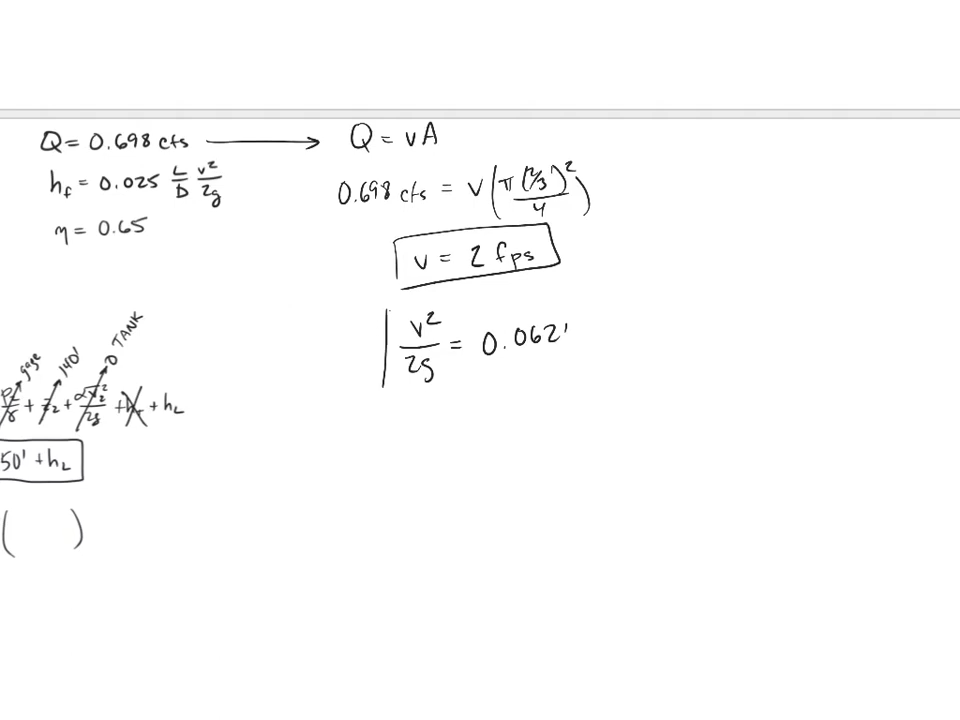 Q = 0.698 cfs ⟶ Q = vA
h_f = 0.025 L/D v²/2g
0.698 cfs = v(π(2/3)²/4)
η = 0.65
v = 2 fps
v²/2g = 0.062'
gage 140' 0 TANK
P₂/γ + z₂ + αv₂²/2g + h + h_L
50' + h_L
( )